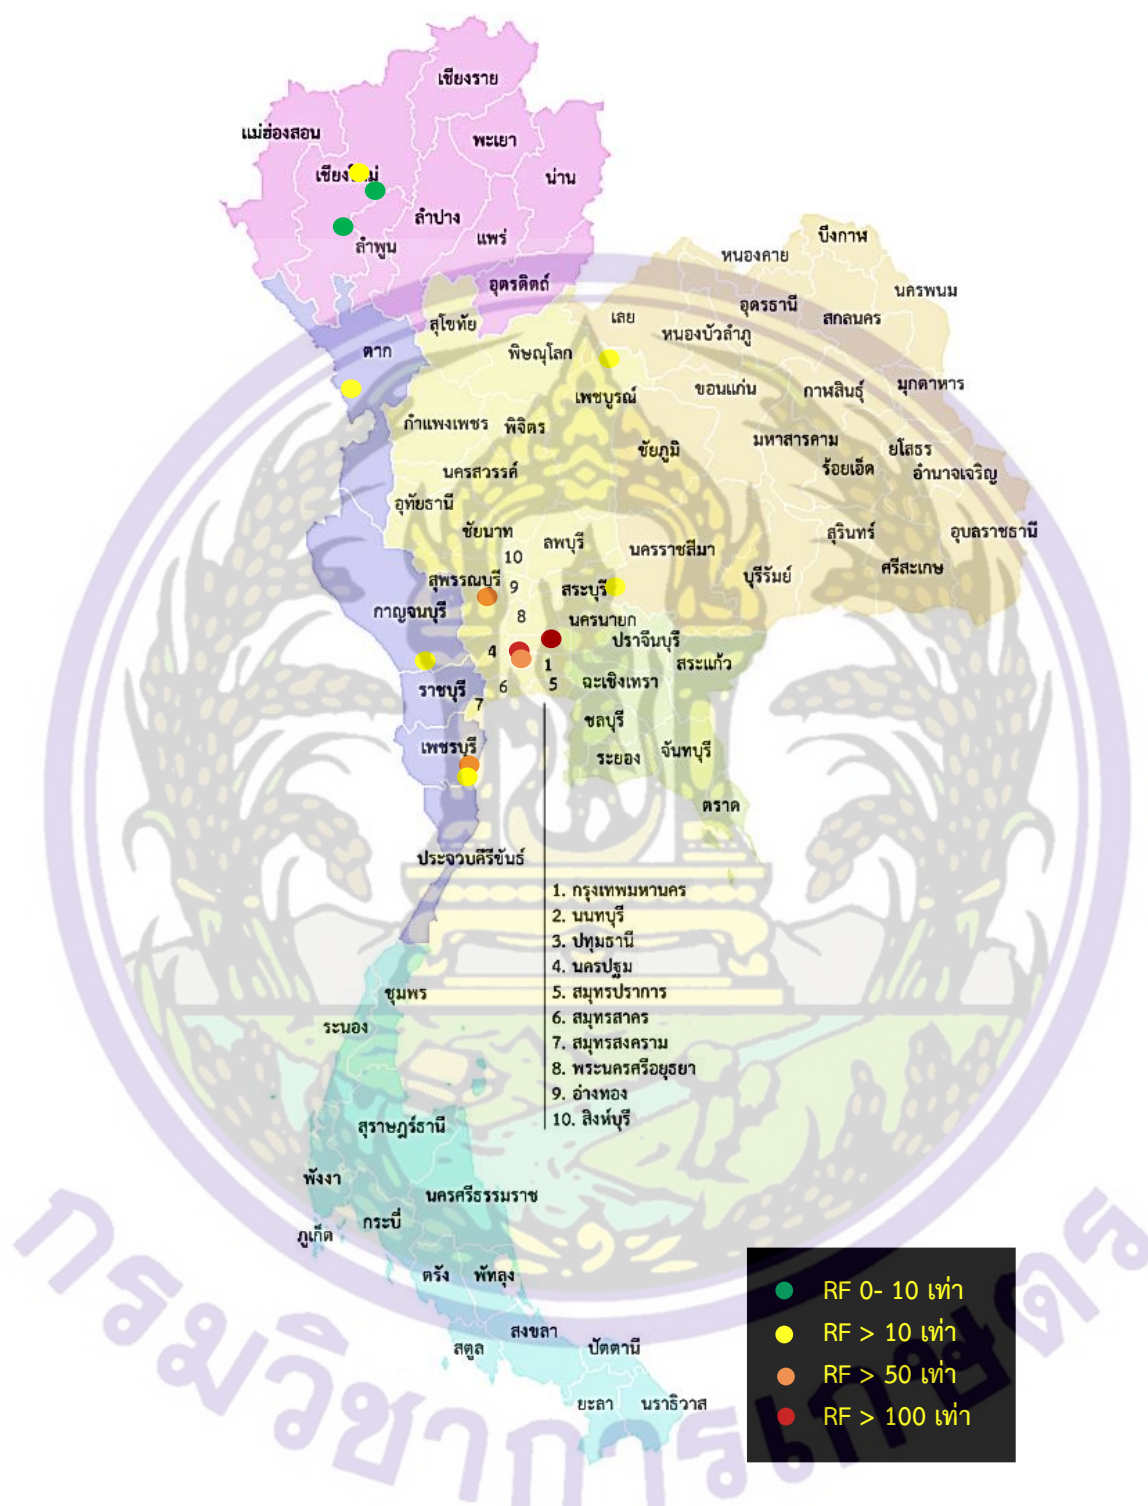 เชียงราย
แม่ฮ่องสอน
พะเยา
เชียงใหม่
น่าน
ลำปาง
ลำพูน
แพร่
บึงกาฬ
หนองคาย
อุตรดิตถ์
นครพนม
อุดรธานี
สุโขทัย
เลย
สกลนคร
หนองบัวลำภู
ตาก
พิษณุโลก
เพชบูรณ์
ขอนแก่น
กาฬสินธุ์
มุกดาหาร
กำแพงเพชร
พิจิตร
ชัยภูมิ
มหาสารคาม
ยโสธร
ร้อยเอ็ด
อำนาจเจริญ
นครสวรรค์
อุทัยธานี
ชัยนาท
ลพบุรี
นครราชสีมา
สุรินทร์
อุบลราชธานี
10
สุพรรณบุรี
9
สระบุรี
บุรีรัมย์
ศรีสะเกษ
กาญจนบุรี
8
นครนายก
ปราจีนบุรี
4
1
สระแก้ว
ราชบุรี
6
5
ฉะเชิงเทรา
7
ชลบุรี
เพชรบุรี
ระยอง
จันทบุรี
ตราด
ประจวบคีรีขันธ์
1. กรุงเทพมหานคร
2. นนทบุรี
3. ปทุมธานี
4. นครปฐม
5. สมุทรปราการ
6. สมุทรสาคร
7. สมุทรสงคราม
8. พระนครศรีอยุธยา
9. อ่างทอง
10. สิงห์บุรี
ชุมพร
ระนอง
สุราษฎร์ธานี
พังงา
นครศรีธรรมราช
กระบี่
ภูเก็ต
ตรัง
พัทลุง
สงขลา
สตูล
ปัตตานี
ยะลา
นราธิวาส
RF 0- 10 เท่า
RF > 10 เท่า
RF > 50 เท่า
RF > 100 เท่า
กรมวิชาการเกษตร